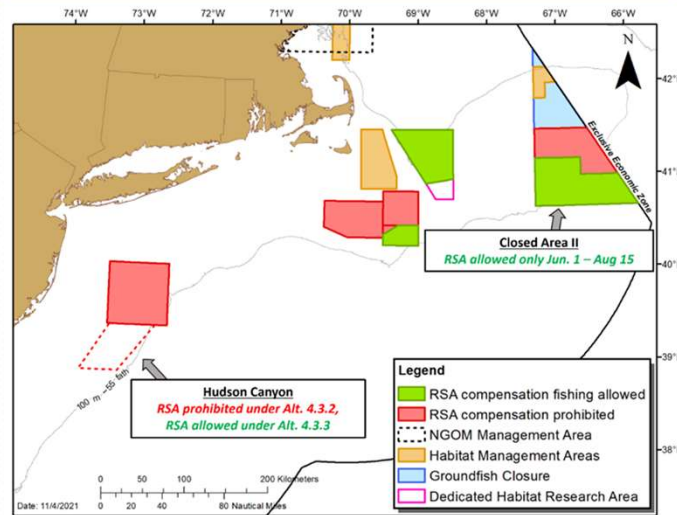 74°W 73°W 72°W 71°W 70°W 69°W 68°W 67°W 66°W
N
42°N
Exclusive Economic Zone
41°N
Closed Area II
RSA allowed only Jun. 1 – Aug 15
40°N
39°N
Hudson Canyon
RSA prohibited under Alt. 4.3.2,
RSA allowed under Alt. 4.3.3
100 m ~55 fath
38°N
Legend
RSA compensation fishing allowed
RSA compensation prohibited
NGOM Management Area
Habitat Management Areas
Groundfish Closure
Dedicated Habitat Research Area
0 50 100 200 Kilometers
0 20 40 80 Nautical Miles
Date: 11/4/2021